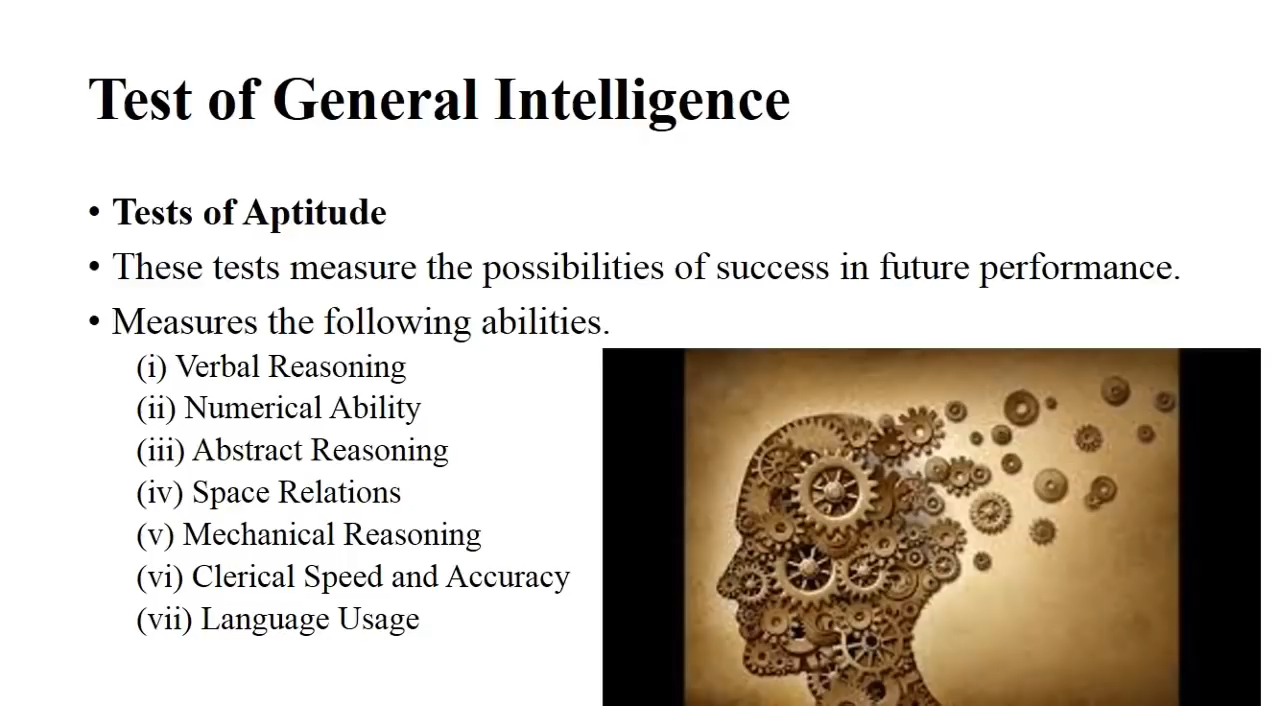 Test of General Intelligence
• Tests of Aptitude
• These tests measure the possibilities of success in future performance.
• Measures the following abilities.
(i) Verbal Reasoning
(ii) Numerical Ability
(iii) Abstract Reasoning
(iv) Space Relations
(v) Mechanical Reasoning
(vi) Clerical Speed and Accuracy
(vii) Language Usage